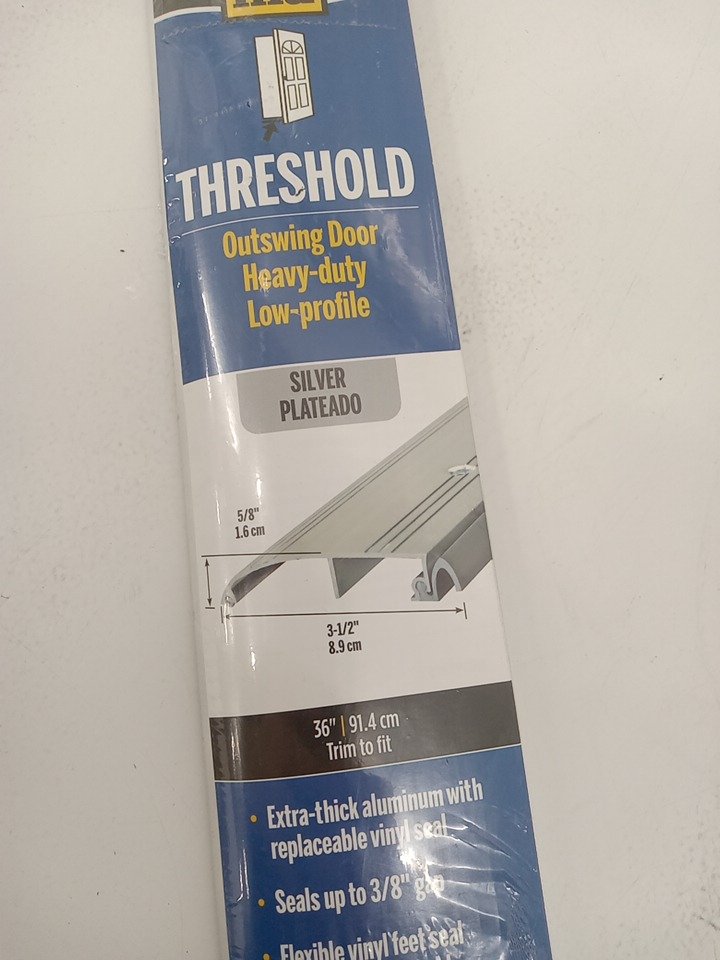 THRESHOLD
Outswing Door
Heavy-duty
Low-profile
SILVER
PLATEADO
5/8"
1.6 cm
3-1/2"
8.9 cm
36" | 91.4 cm
Trim to fit
• Extra-thick aluminum with
replaceable vinyl seal
• Seals up to 3/8" gap
• Flexible vinyl feet seal